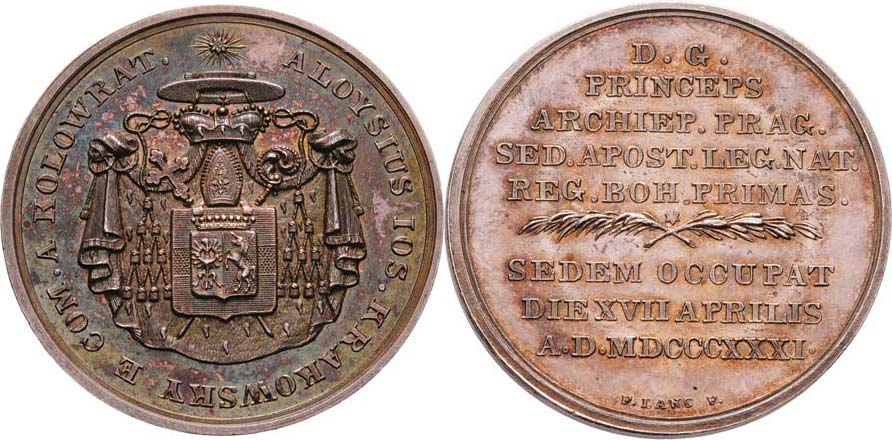 ALOYSIUS IOS. KRAKOWSKY E COM. A KOLOWRAT.
D. G.
PRINCEPS
ARCHIEP. PRAG.
SED. APOST. LEG. NAT.
REG. BOH. PRIMAS.
SEDEM OCCUPAT
DIE XVII APRILIS
A. D. MDCCCXXXI.
P. LANG F.